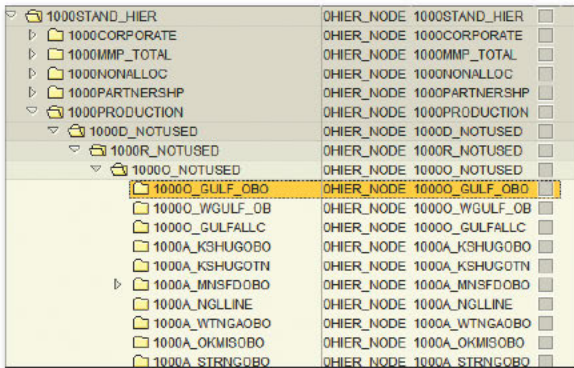 1000STAND_HIER 0HIER_NODE 1000STAND_HIER
1000CORPORATE 0HIER_NODE 1000CORPORATE
1000MMP_TOTAL 0HIER_NODE 1000MMP_TOTAL
1000NONALLOC 0HIER_NODE 1000NONALLOC
1000PARTNERSHP 0HIER_NODE 1000PARTNERSHP
1000PRODUCTION 0HIER_NODE 1000PRODUCTION
1000D_NOTUSED 0HIER_NODE 1000D_NOTUSED
1000R_NOTUSED 0HIER_NODE 1000R_NOTUSED
1000O_NOTUSED 0HIER_NODE 1000O_NOTUSED
1000O_GULF_OBO 0HIER_NODE 1000O_GULF_OBO
1000O_WGULF_OB 0HIER_NODE 1000O_WGULF_OB
1000O_GULFALLC 0HIER_NODE 1000O_GULFALLC
1000A_KSHUGOBO 0HIER_NODE 1000A_KSHUGOBO
1000A_KSHUGOTN 0HIER_NODE 1000A_KSHUGOTN
1000A_MNSFDOBO 0HIER_NODE 1000A_MNSFDOBO
1000A_NGLLINE 0HIER_NODE 1000A_NGLLINE
1000A_WTNGAOBO 0HIER_NODE 1000A_WTNGAOBO
1000A_OKMISOBO 0HIER_NODE 1000A_OKMISOBO
1000A_STRNGOBO 0HIER_NODE 1000A_STRNGOBO